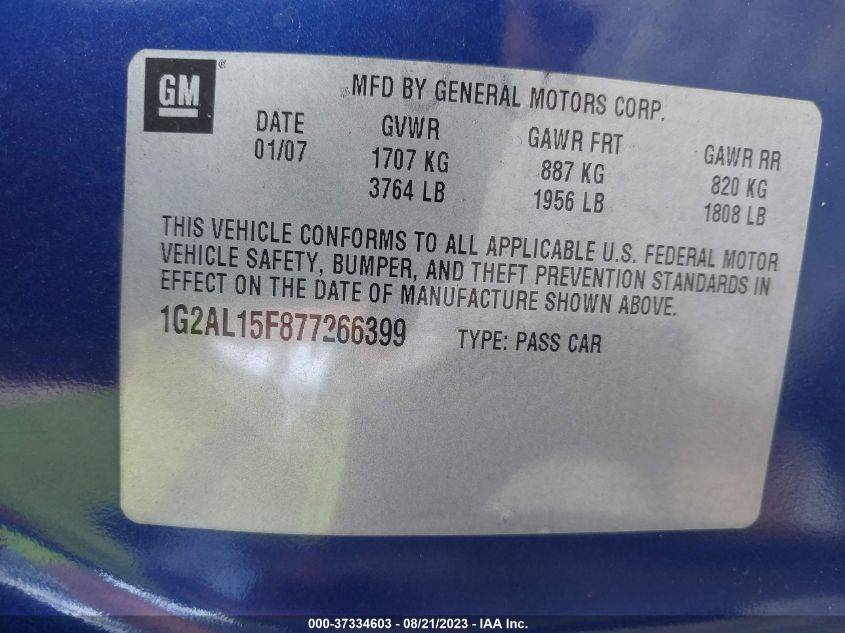 GM®
MFD BY GENERAL MOTORS CORP.
DATE GVWR GAWR FRT GAWR RR
01/07 1707 KG 887 KG 820 KG
3764 LB 1956 LB 1808 LB
THIS VEHICLE CONFORMS TO ALL APPLICABLE U.S. FEDERAL MOTOR
VEHICLE SAFETY, BUMPER, AND THEFT PREVENTION STANDARDS IN
EFFECT ON THE DATE OF MANUFACTURE SHOWN ABOVE.
1G2AL15F877266399 TYPE: PASS CAR
000-37334603 - 08/21/2023 - IAA Inc.